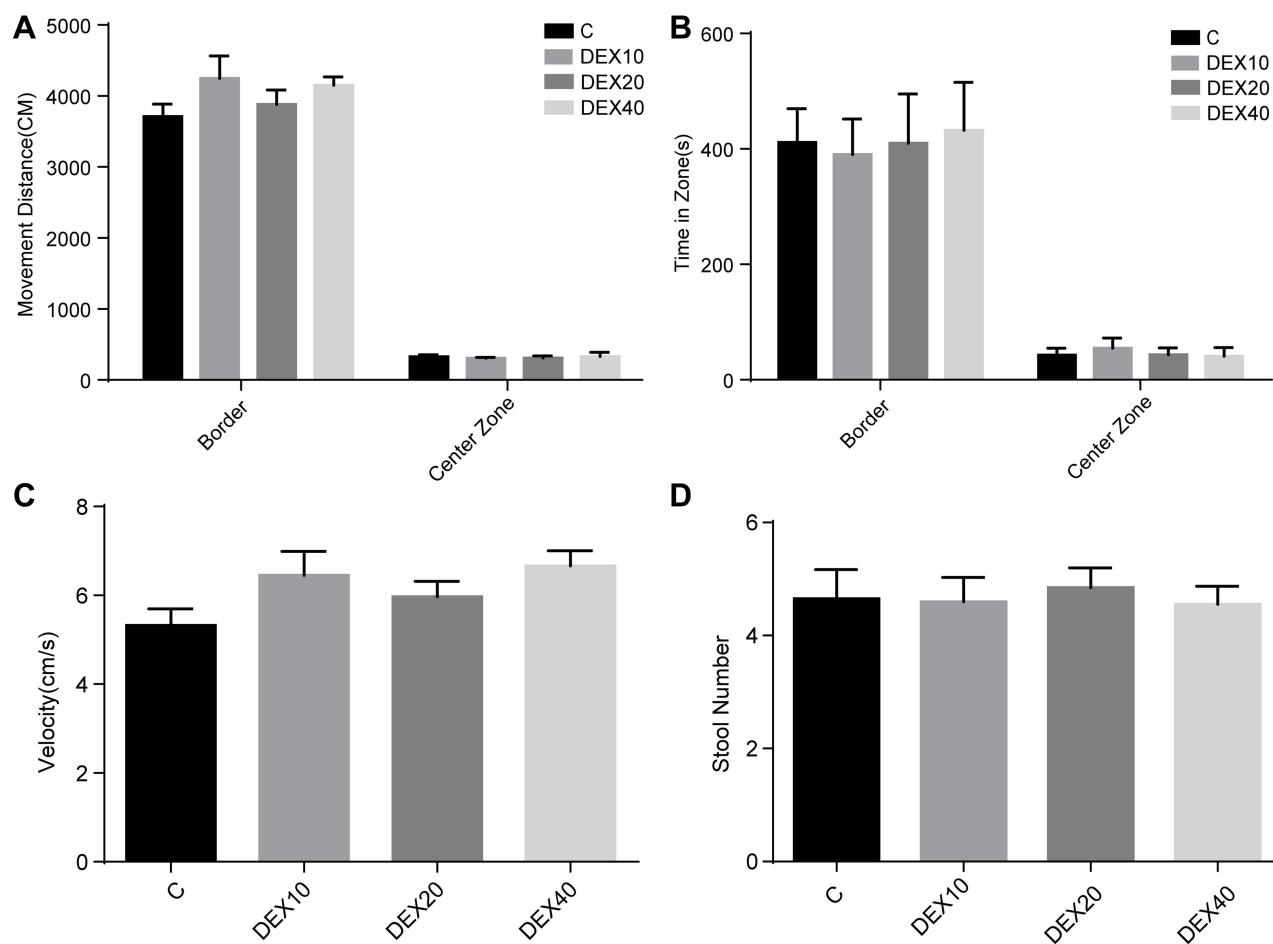 A
Movement Distance(CM)
5000
4000
3000
2000
1000
0
C
DEX10
DEX20
DEX40
Border
Center Zone
B
Time in Zone(s)
600
400
200
0
C
DEX10
DEX20
DEX40
Border
Center Zone
C
Velocity(cm/s)
8
6
4
2
0
C
DEX10
DEX20
DEX40
D
Stool Number
6
4
2
0
C
DEX10
DEX20
DEX40